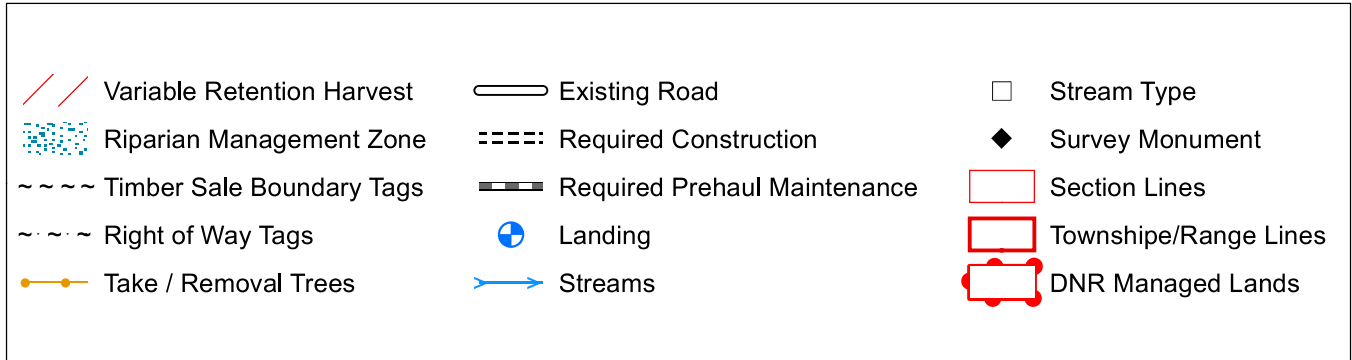 Variable Retention Harvest
Riparian Management Zone
Timber Sale Boundary Tags
Right of Way Tags
Take / Removal Trees
Existing Road
Required Construction
Required Prehaul Maintenance
Landing
Streams
Stream Type
Survey Monument
Section Lines
Townshipe/Range Lines
DNR Managed Lands